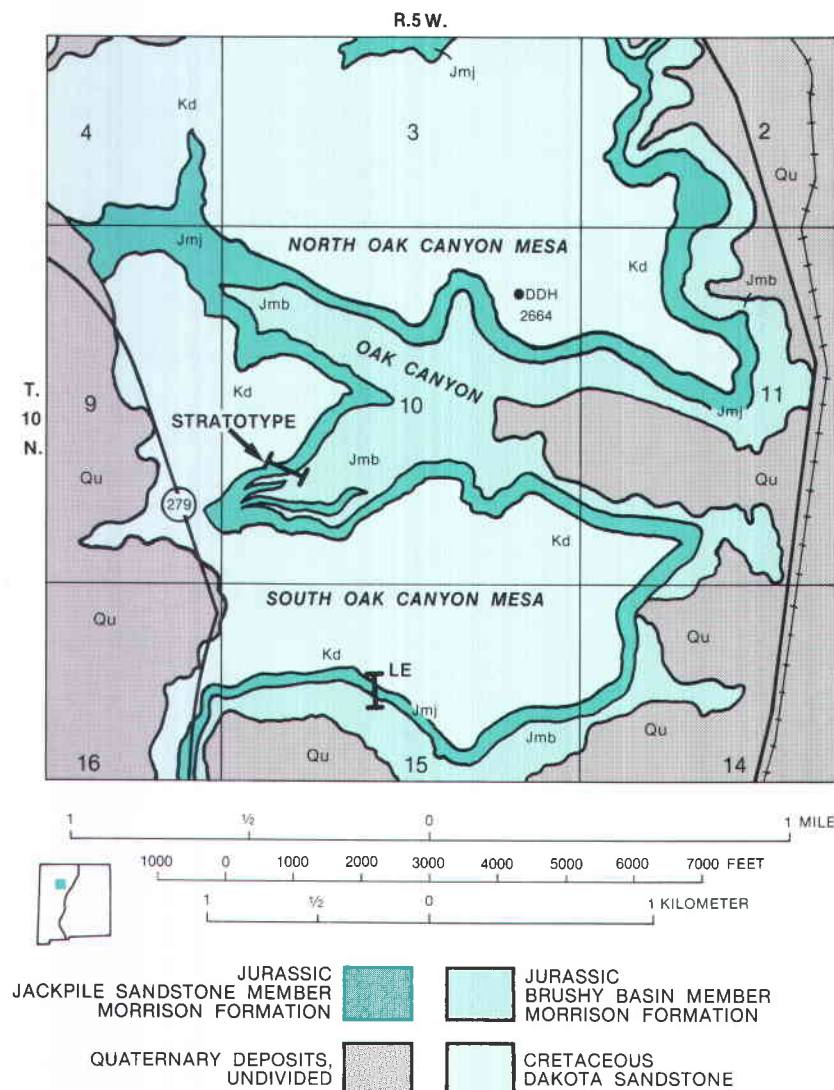 R.5 W.
Jmj
Kd
4
3
2
Qu
Jmj
NORTH OAK CANYON MESA
Kd
Jmb
Jmb
DDH
2664
OAK CANYON
T.
10
N.
9
Kd
10
11
Jmj
STRATOTYPE
Jmb
Qu
Qu
279
Kd
SOUTH OAK CANYON MESA
Qu
Qu
Kd
LE
Jmj
Jmb
Qu
Qu
16
15
14
1 ½ 0 1 MILE
1000 0 1000 2000 3000 4000 5000 6000 7000 FEET
1 ½ 0 1 KILOMETER
JURASSIC
JACKPILE SANDSTONE MEMBER
MORRISON FORMATION
JURASSIC
BRUSHY BASIN MEMBER
MORRISON FORMATION
QUATERNARY DEPOSITS,
UNDIVIDED
CRETACEOUS
DAKOTA SANDSTONE